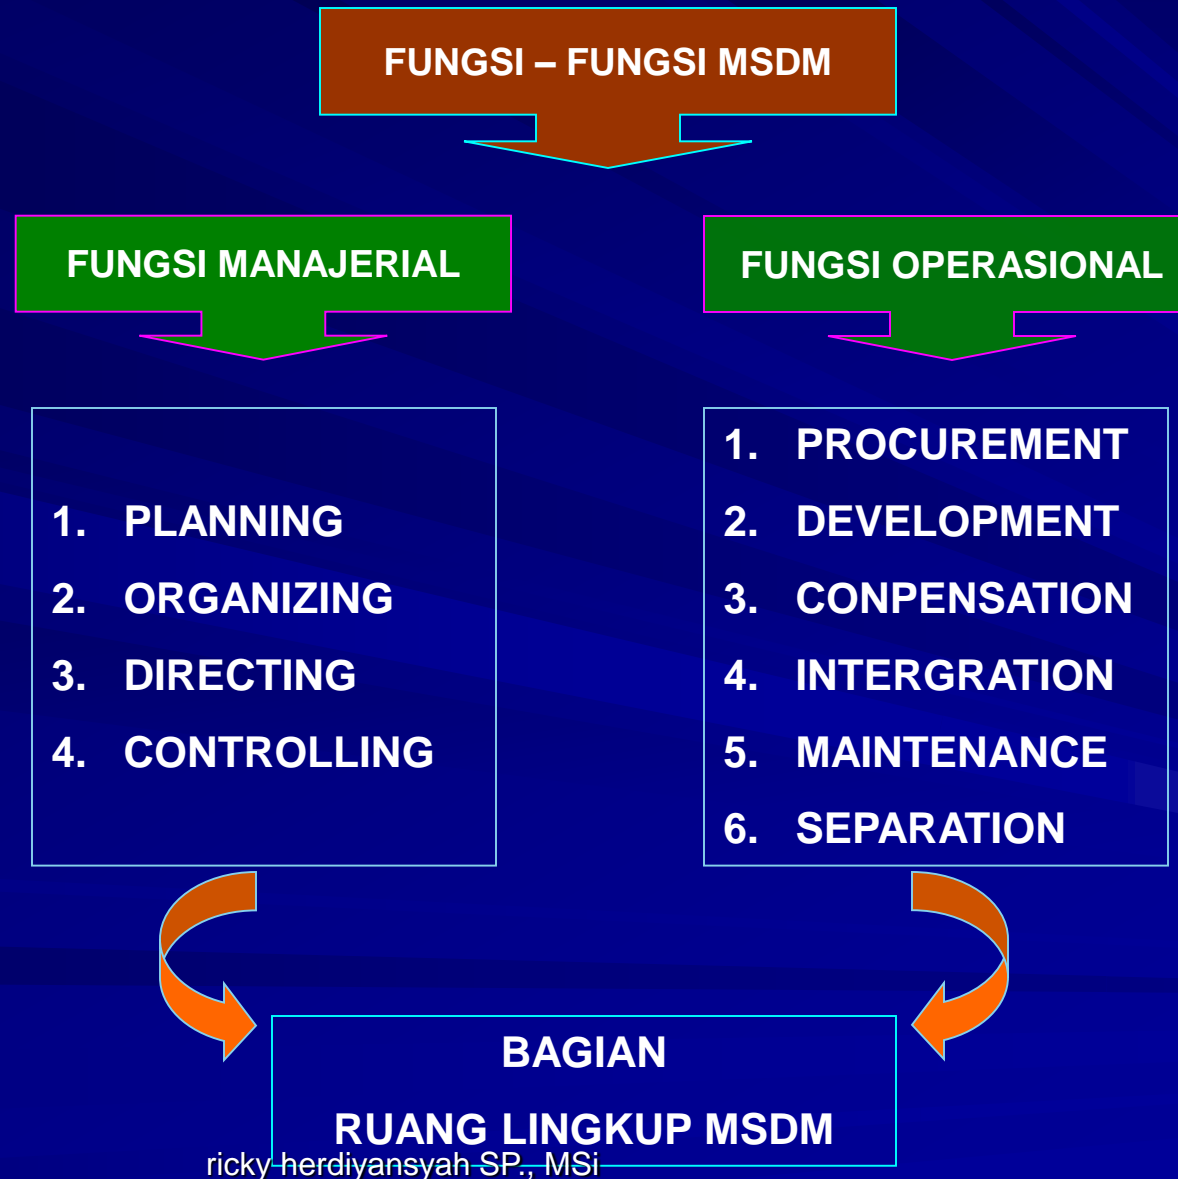 FUNGSI – FUNGSI MSDM
FUNGSI MANAJERIAL
FUNGSI OPERASIONAL
1. PLANNING
2. ORGANIZING
3. DIRECTING
4. CONTROLLING
1. PROCUREMENT
2. DEVELOPMENT
3. CONPENSATION
4. INTERGRATION
5. MAINTENANCE
6. SEPARATION
BAGIAN
RUANG LINGKUP MSDM
ricky herdiyansyah SP., MSi